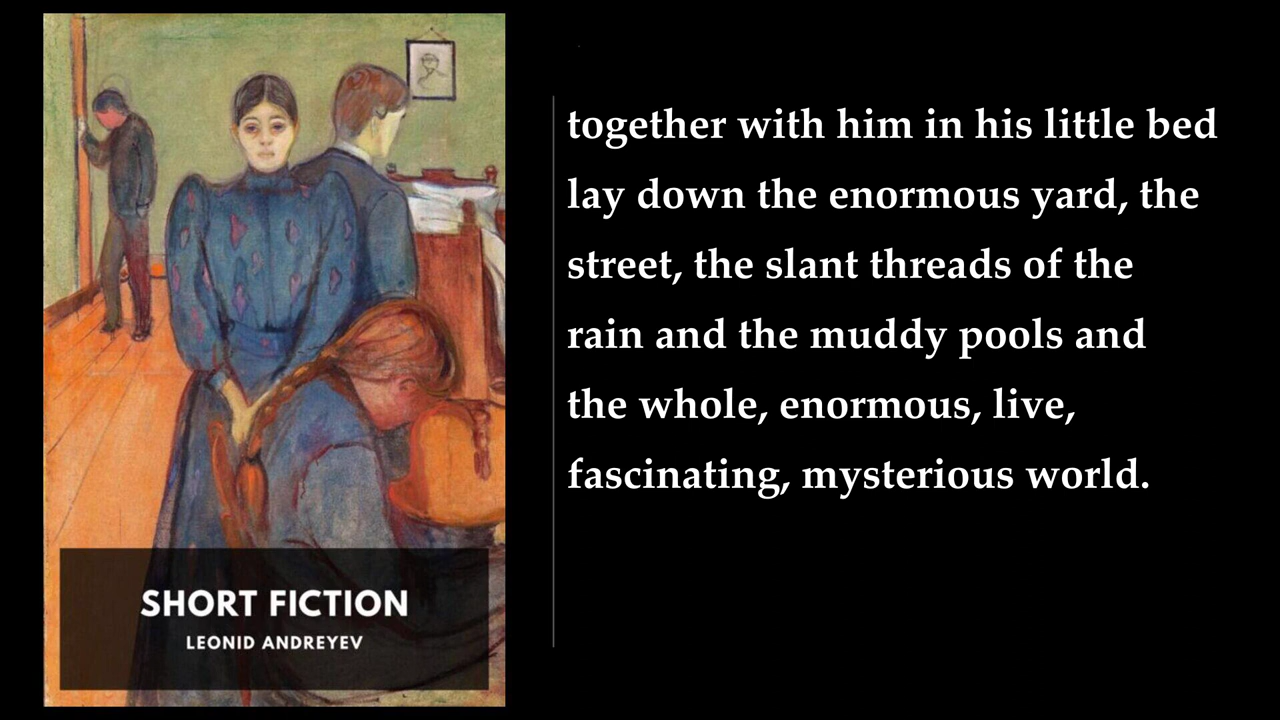 SHORT FICTION
LEONID ANDREYEV
together with him in his little bed
lay down the enormous yard, the
street, the slant threads of the
rain and the muddy pools and
the whole, enormous, live,
fascinating, mysterious world.